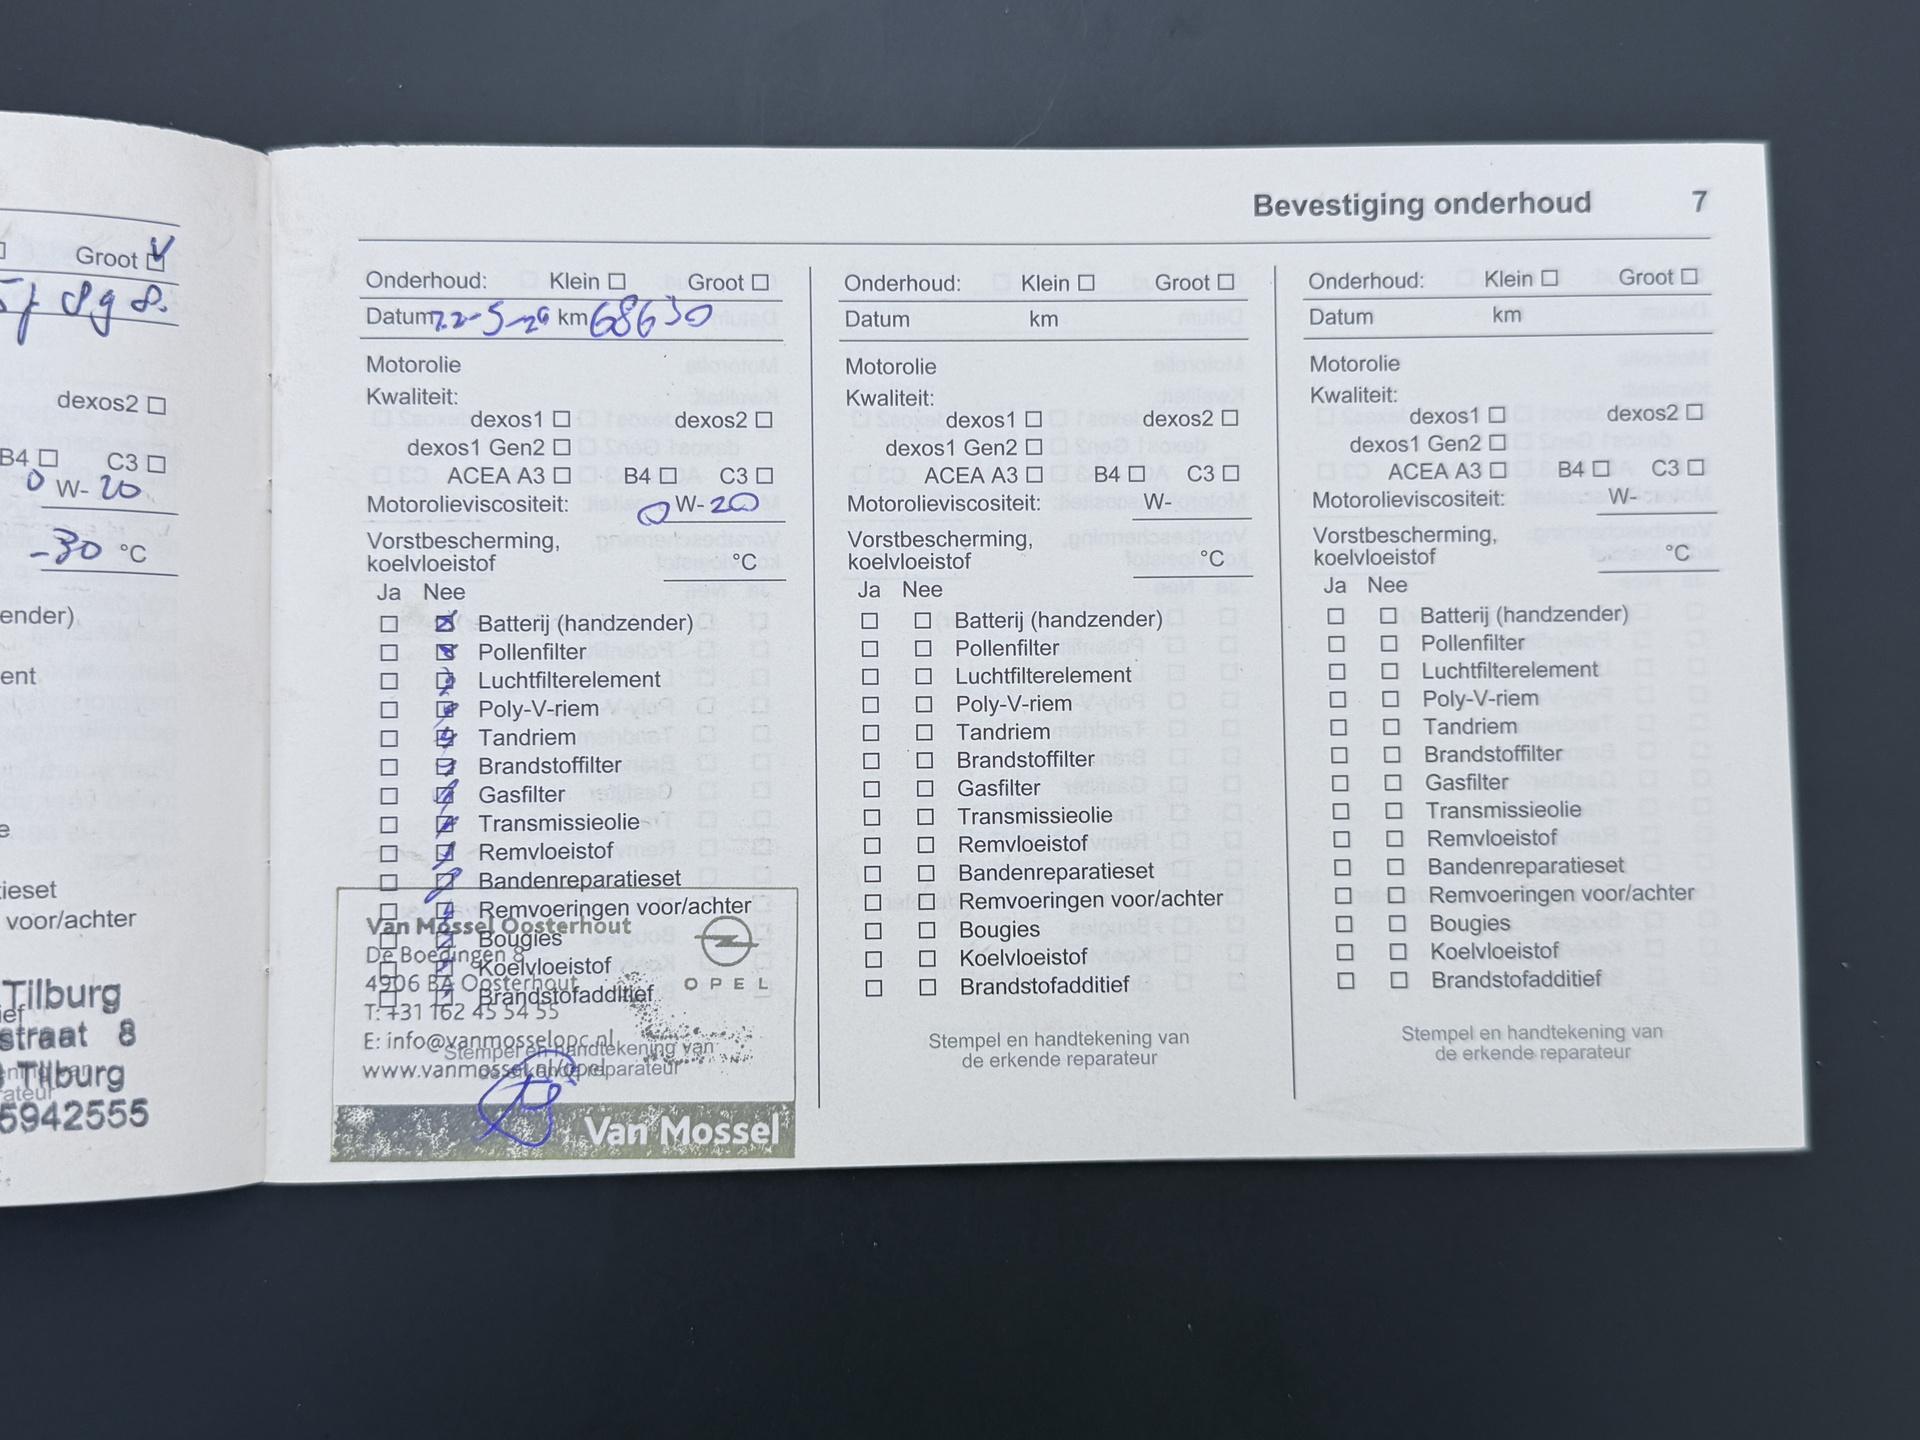 Groot
dexos2
B4 C3
0 W- 20
-30 °C
ender)
ent
ieset
voor/achter
Tilburg
straat 8
Tilburg
5942555
Bevestiging onderhoud 7
Onderhoud: Klein Groot
Datum km 68630
Motorolie
Kwaliteit:
dexos1 dexos2
dexos1 Gen2
ACEA A3 B4 C3
Motorolieviscositeit: 0 W- 20
Vorstbescherming,
koelvloeistof °C
Ja Nee
Batterij (handzender)
Pollenfilter
Luchtfilterelement
Poly-V-riem
Tandriem
Brandstoffilter
Gasfilter
Transmissieolie
Remvloeistof
Bandenreparatieset
Remvoeringen voor/achter
Bougies
Koelvloeistof
Brandstofadditief
Stempel en handtekening van
de erkende reparateur
Van Mossel Oosterhout
De Boedingen 8
4906 BA Oosterhout
T: +31 162 45 54 55
E: info@vanmosselopc.nl
www.vanmossel.nl/opel
OPEL
Van Mossel
Onderhoud: Klein Groot
Datum km
Motorolie
Kwaliteit:
dexos1 dexos2
dexos1 Gen2
ACEA A3 B4 C3
Motorolieviscositeit: W-
Vorstbescherming,
koelvloeistof °C
Ja Nee
Batterij (handzender)
Pollenfilter
Luchtfilterelement
Poly-V-riem
Tandriem
Brandstoffilter
Gasfilter
Transmissieolie
Remvloeistof
Bandenreparatieset
Remvoeringen voor/achter
Bougies
Koelvloeistof
Brandstofadditief
Stempel en handtekening van
de erkende reparateur
Onderhoud: Klein Groot
Datum km
Motorolie
Kwaliteit:
dexos1 dexos2
dexos1 Gen2
ACEA A3 B4 C3
Motorolieviscositeit: W-
Vorstbescherming,
koelvloeistof °C
Ja Nee
Batterij (handzender)
Pollenfilter
Luchtfilterelement
Poly-V-riem
Tandriem
Brandstoffilter
Gasfilter
Transmissieolie
Remvloeistof
Bandenreparatieset
Remvoeringen voor/achter
Bougies
Koelvloeistof
Brandstofadditief
Stempel en handtekening van
de erkende reparateur